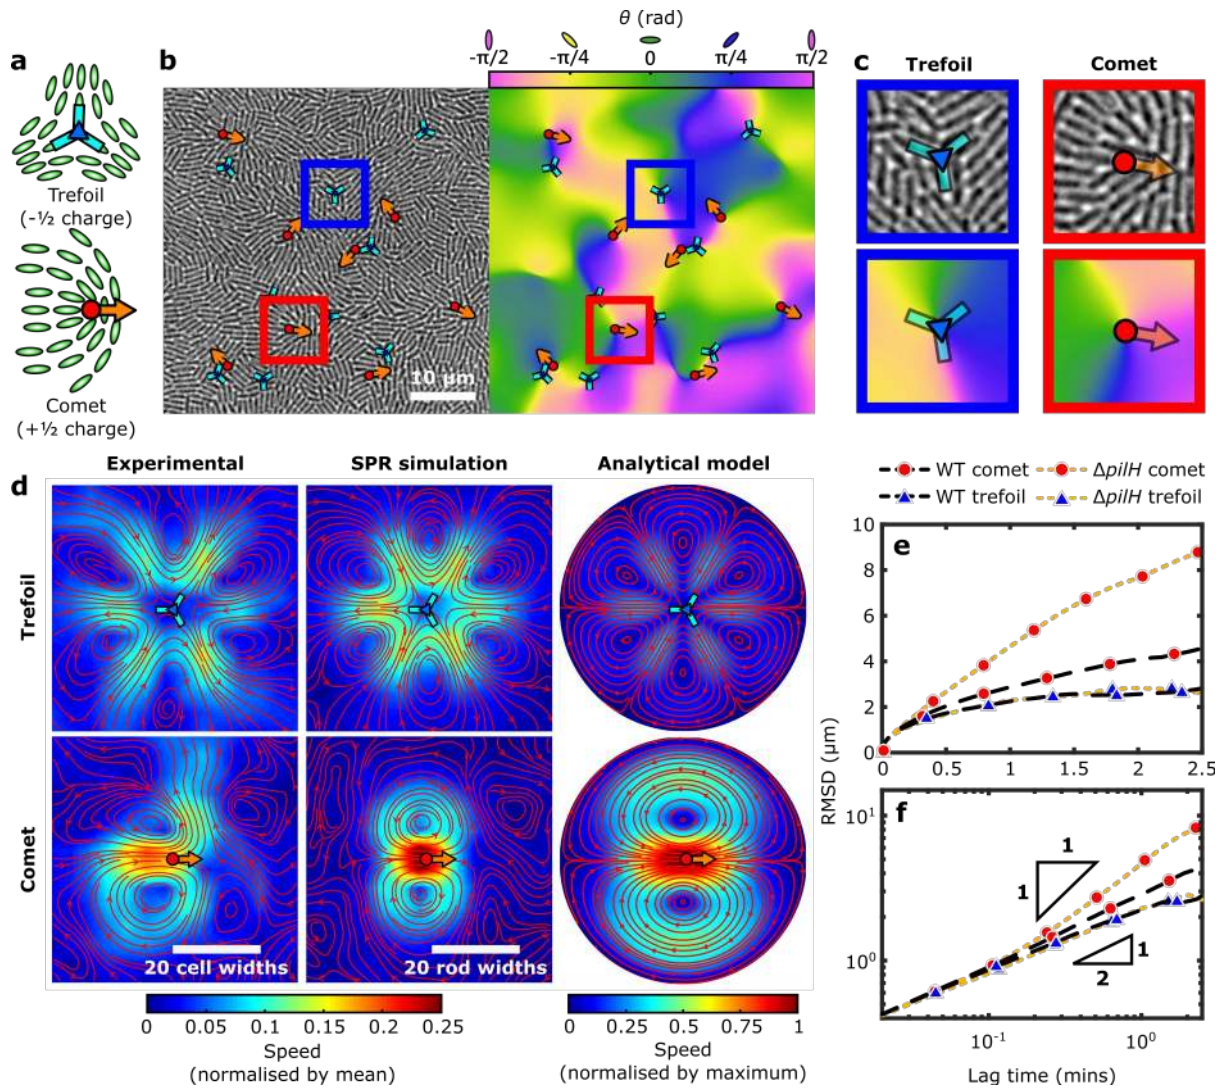 a
Trefoil
(-½ charge)
Comet
(+½ charge)
b
θ (rad)
-π/2
-π/4
0
π/4
π/2
10 μm
c
Trefoil
Comet
d
Experimental
SPR simulation
Analytical model
Trefoil
Comet
20 cell widths
20 rod widths
0
0.05
0.1
0.15
0.2
0.25
Speed
(normalised by mean)
0
0.25
0.5
0.75
1
Speed
(normalised by maximum)
WT comet
ΔpilH comet
WT trefoil
ΔpilH trefoil
e
10
8
6
4
2
0
0
0.5
1
1.5
2
2.5
RMSD (μm)
f
10¹
10⁰
1
1
1
2
10⁻¹
10⁰
Lag time (mins)